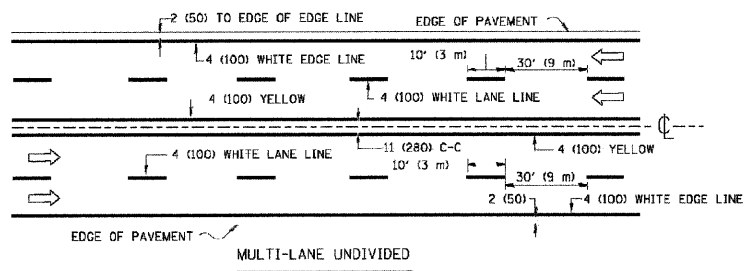 2 (50) TO EDGE OF EDGE LINE
EDGE OF PAVEMENT
4 (100) WHITE EDGE LINE
10' (3 m)
30' (9 m)
4 (100) YELLOW
4 (100) WHITE LANE LINE
℄
4 (100) WHITE LANE LINE
11 (280) C-C
4 (100) YELLOW
10' (3 m)
30' (9 m)
2 (50)
4 (100) WHITE EDGE LINE
EDGE OF PAVEMENT
MULTI-LANE UNDIVIDED